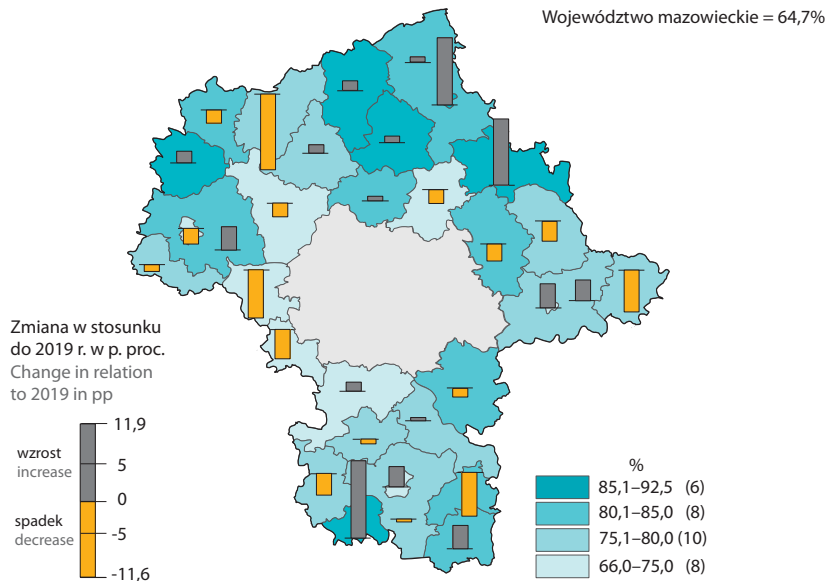 Województwo mazowieckie = 64,7%
Zmiana w stosunku
do 2019 r. w p. proc.
Change in relation
to 2019 in pp
11,9
wzrost
increase
5
0
spadek
decrease
-5
-11,6
%
85,1–92,5 (6)
80,1–85,0 (8)
75,1–80,0 (10)
66,0–75,0 (8)